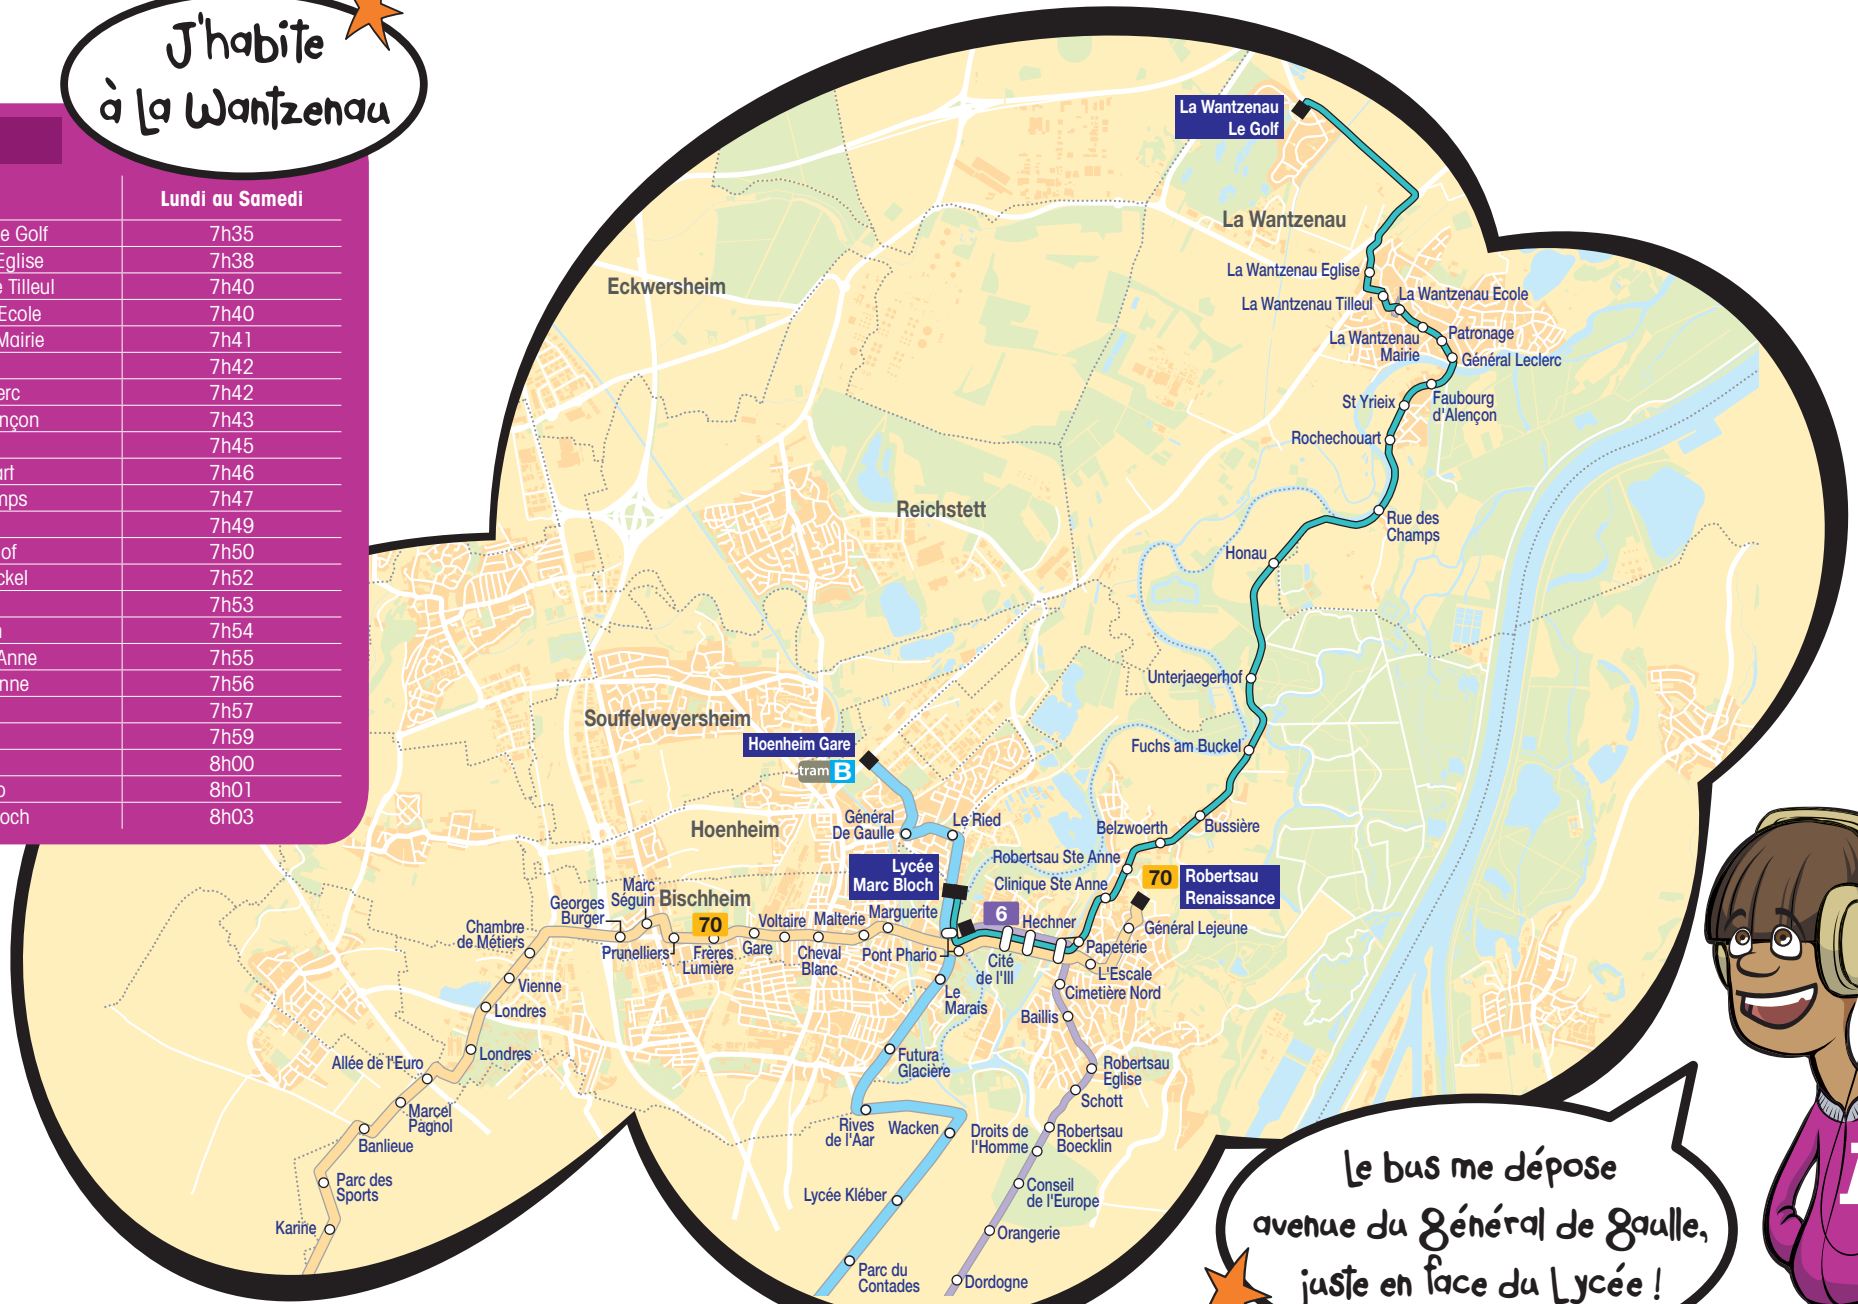 J'habite
à La Wantzenau
Lundi au Samedi
e Golf 7h35
Eglise 7h38
e Tilleul 7h40
Ecole 7h40
Mairie 7h41
7h42
erc 7h42
nçon 7h43
7h45
art 7h46
mps 7h47
7h49
of 7h50
ckel 7h52
7h53
n 7h54
Anne 7h55
nne 7h56
7h57
7h59
8h00
o 8h01
och 8h03
La Wantzenau
Le Golf
La Wantzenau
La Wantzenau Eglise
La Wantzenau Tilleul
La Wantzenau Ecole
La Wantzenau
Mairie
Patronage
Général Leclerc
Faubourg
d'Alençon
St Yrieix
Rochechouart
Rue des
Champs
Honau
Unterjaegerhof
Fuchs am Buckel
Bussière
Belzwoerth
Robertsau Ste Anne
Clinique Ste Anne
70
Robertsau
Renaissance
Général Lejeune
Eckwersheim
Reichstett
Souffelweyersheim
Hoenheim Gare
tram B
Général
De Gaulle
Le Ried
Hoenheim
Lycée
Marc Bloch
Bischheim
6
Hechner
Papeterie
L'Escale
Cité
de l'Ill
Pont Phario
Marguerite
Malterie
Voltaire
Cheval
Blanc
Gare
70
Frères
Lumière
Prunelliers
Marc
Séguin
Georges
Burger
Chambre
de Métiers
Vienne
Londres
Londres
Allée de l'Euro
Marcel
Pagnol
Banlieue
Parc des
Sports
Karine
Le
Marais
Futura
Glacière
Rives
de l'Aar
Wacken
Lycée Kléber
Parc du
Contades
Cimetière Nord
Baillis
Robertsau
Eglise
Schott
Robertsau
Boecklin
Droits de
l'Homme
Conseil
de l'Europe
Orangerie
Dordogne
Le bus me dépose
avenue du Général de Gaulle,
juste en face du Lycée !